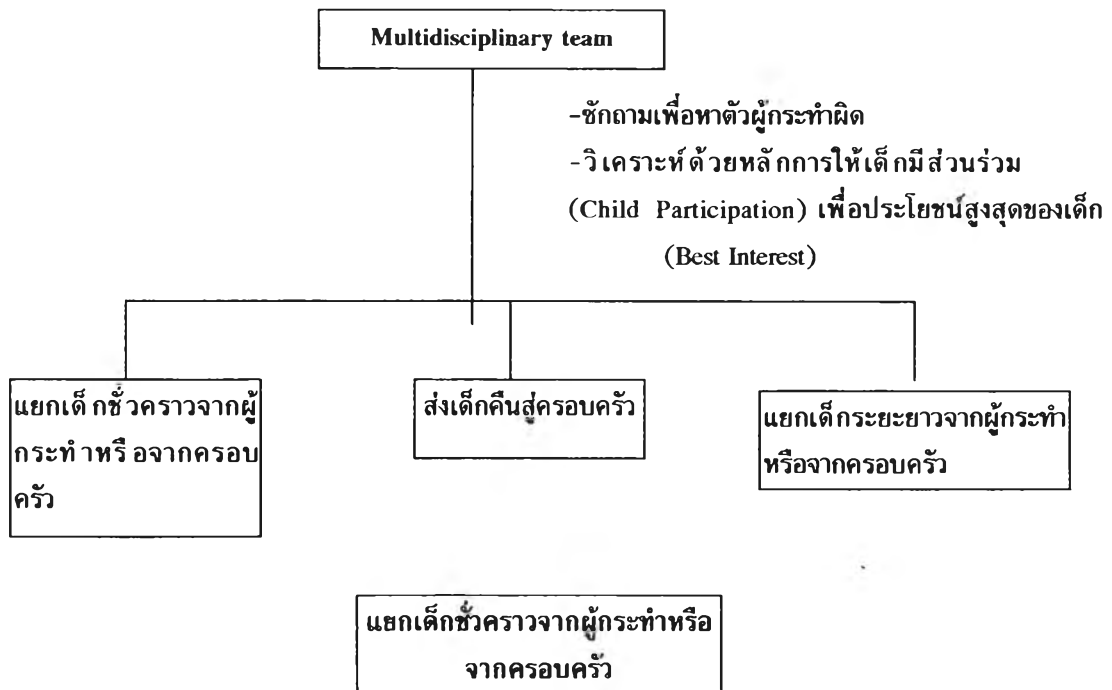 Multidisciplinary team
-ซักถามเพื่อหาตัวผู้กระทำผิด
-วิเคราะห์ด้วยหลักการให้เด็กมีส่วนร่วม
(Child Participation) เพื่อประโยชน์สูงสุดของเด็ก
(Best Interest)
แยกเด็กชั่วคราวจากผู้
กระทำหรือจากครอบ
ครัว
ส่งเด็กคืนสู่ครอบครัว
แยกเด็กระยะยาวจากผู้กระทำ
หรือจากครอบครัว
แยกเด็กชั่วคราวจากผู้กระทำหรือ
จากครอบครัว